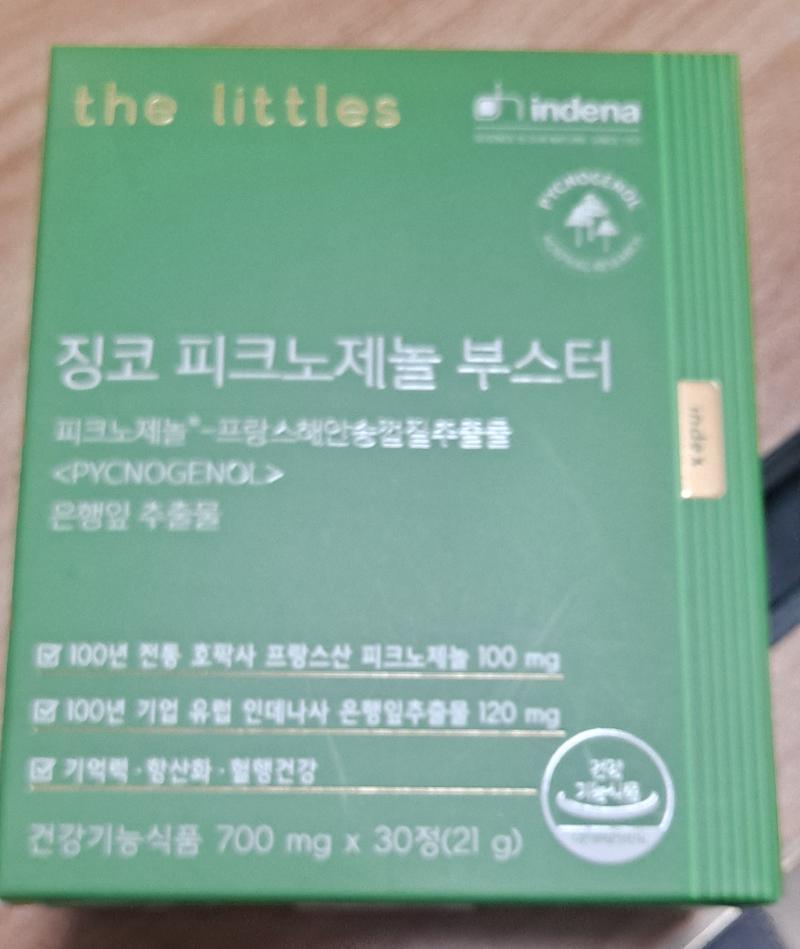 the littles
indena
PYCNOGENOL
징코 피크노제놀 부스터
피크노제놀®-프랑스해안송껍질추출물
<PYCNOGENOL>
은행잎 추출물
100년 전통 호팍사 프랑스산 피크노제놀 100 mg
100년 기업 유럽 인데나사 은행잎추출물 120 mg
기억력·항산화·혈행건강
건강기능식품 700 mg x 30정(21 g)
건강
기능식품
index